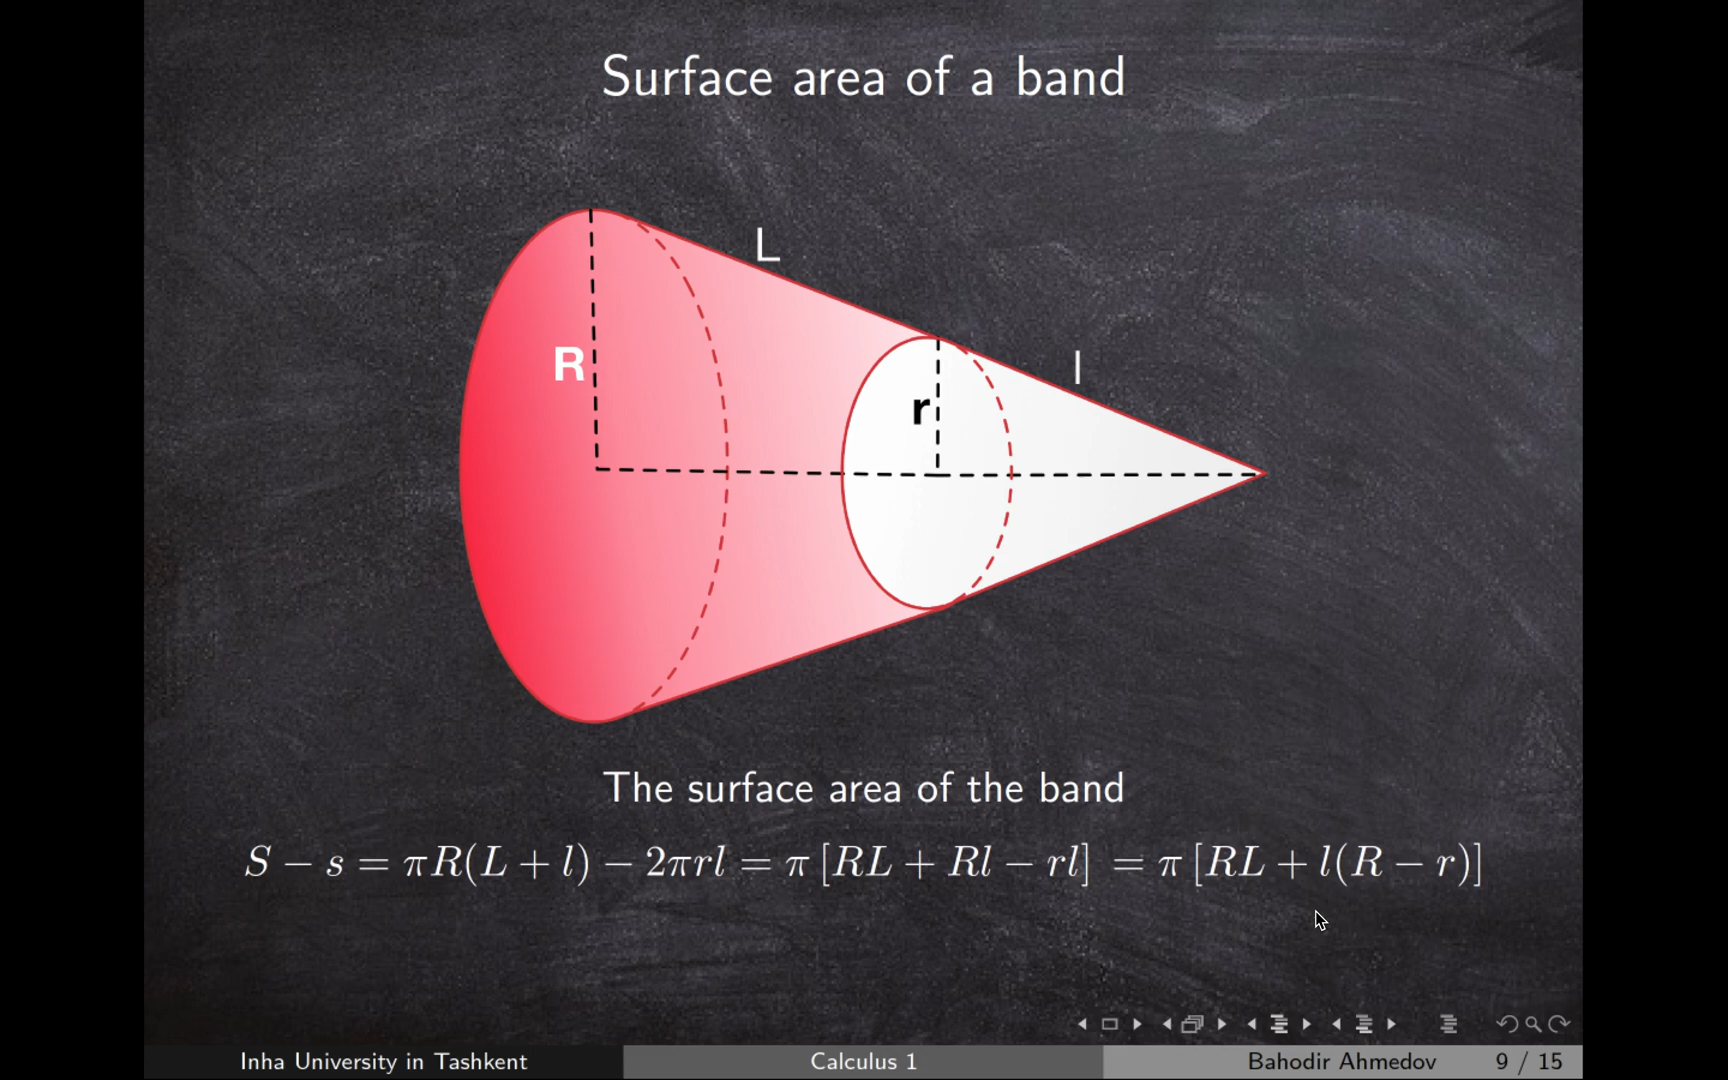 Surface area of a band
L
R
l
r
The surface area of the band
S − s = πR(L + l) − 2πrl = π [RL + Rl − rl] = π [RL + l(R − r)]
Inha University in Tashkent
Calculus 1
Bahodir Ahmedov
9 / 15